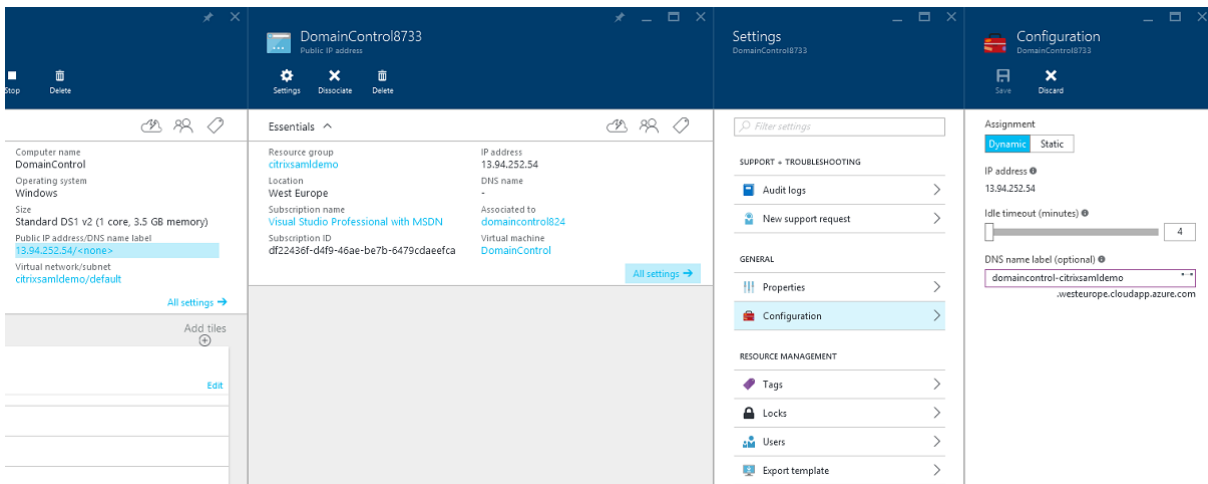 Stop
Delete
Computer name
DomainControl
Operating system
Windows
Size
Standard DS1 v2 (1 core, 3.5 GB memory)
Public IP address/DNS name label
13.94.252.54/<none>
Virtual network/subnet
citrixsamldemo/default
All settings →
Add tiles
Edit
DomainControl8733
Public IP address
Settings
Dissociate
Delete
Essentials
Resource group
citrixsamldemo
Location
West Europe
Subscription name
Visual Studio Professional with MSDN
Subscription ID
df22436f-d4f9-46ae-be7b-6479cdaeefca
IP address
13.94.252.54
DNS name
-
Associated to
domaincontrol824
Virtual machine
DomainControl
All settings →
Settings
DomainControl8733
Filter settings
SUPPORT + TROUBLESHOOTING
Audit logs
New support request
GENERAL
Properties
Configuration
RESOURCE MANAGEMENT
Tags
Locks
Users
Export template
Configuration
DomainControl8733
Save
Discard
Assignment
Dynamic
Static
IP address
13.94.252.54
Idle timeout (minutes)
4
DNS name label (optional)
domaincontrol-citrixsamldemo
.westeurope.cloudapp.azure.com